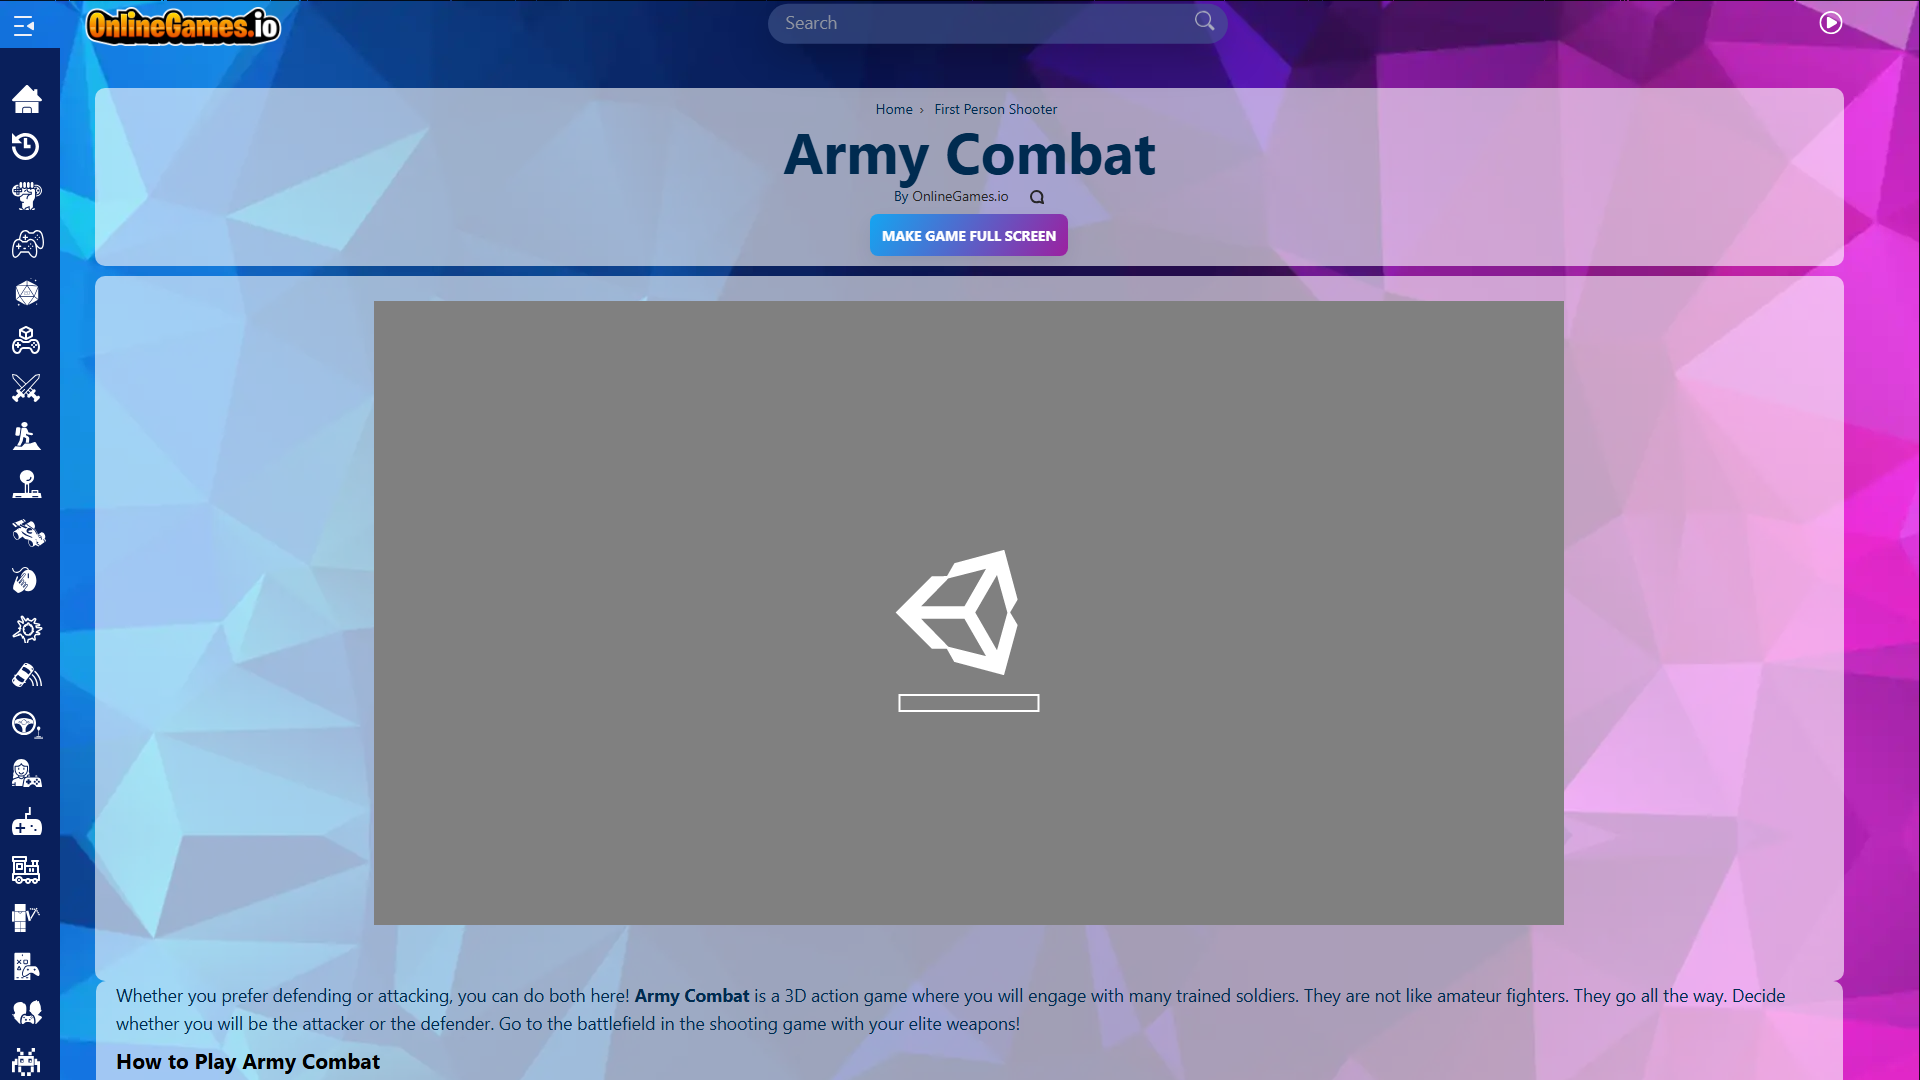 OnlineGames.io
Search
Home › First Person Shooter
Army Combat
By OnlineGames.io
MAKE GAME FULL SCREEN
Whether you prefer defending or attacking, you can do both here! Army Combat is a 3D action game where you will engage with many trained soldiers. They are not like amateur fighters. They go all the way. Decide
whether you will be the attacker or the defender. Go to the battlefield in the shooting game with your elite weapons!
How to Play Army Combat